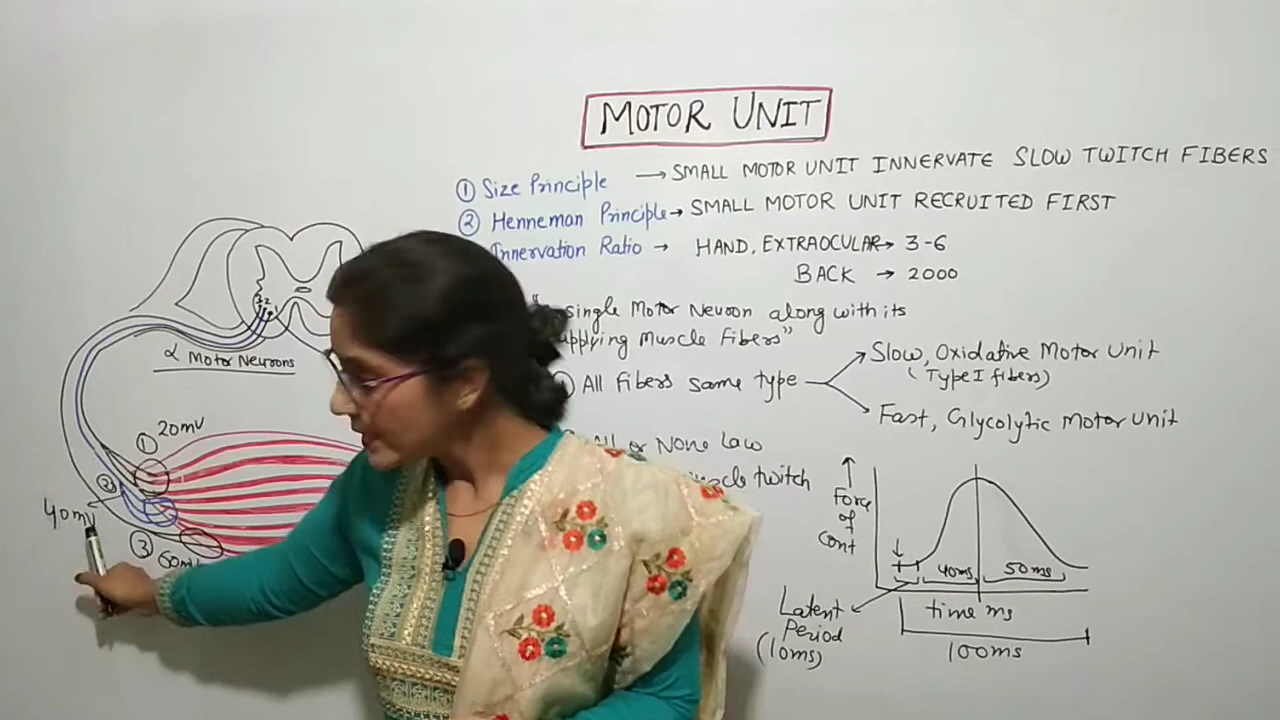 MOTOR UNIT
① Size Principle → SMALL MOTOR UNIT INNERVATE SLOW TWITCH FIBERS
② Henneman Principle → SMALL MOTOR UNIT RECRUITED FIRST
Innervation Ratio → HAND, EXTRAOCULAR → 3-6
BACK → 2000
single Motor Neuron along with its
Muscle Fibers"
All Fibers same type
Slow, Oxidative Motor Unit
(Type I fibers)
Fast, Glycolytic Motor Unit
or None Law
twitch
α Motor Neurons
① 20mv
②
40mv
③
Force
of
Cont
40ms
50ms
Latent
Period
(10ms)
time ms
100ms